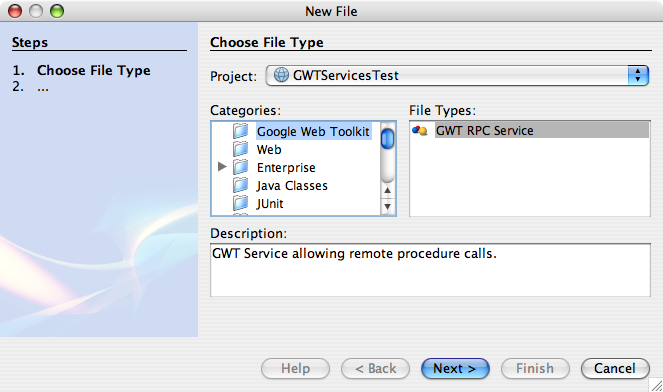 New File
Steps
1. Choose File Type
2. ...
Choose File Type
Project: GWTServicesTest
Categories:
Google Web Toolkit
Web
Enterprise
Java Classes
JUnit
File Types:
GWT RPC Service
Description:
GWT Service allowing remote procedure calls.
Help < Back Next > Finish Cancel